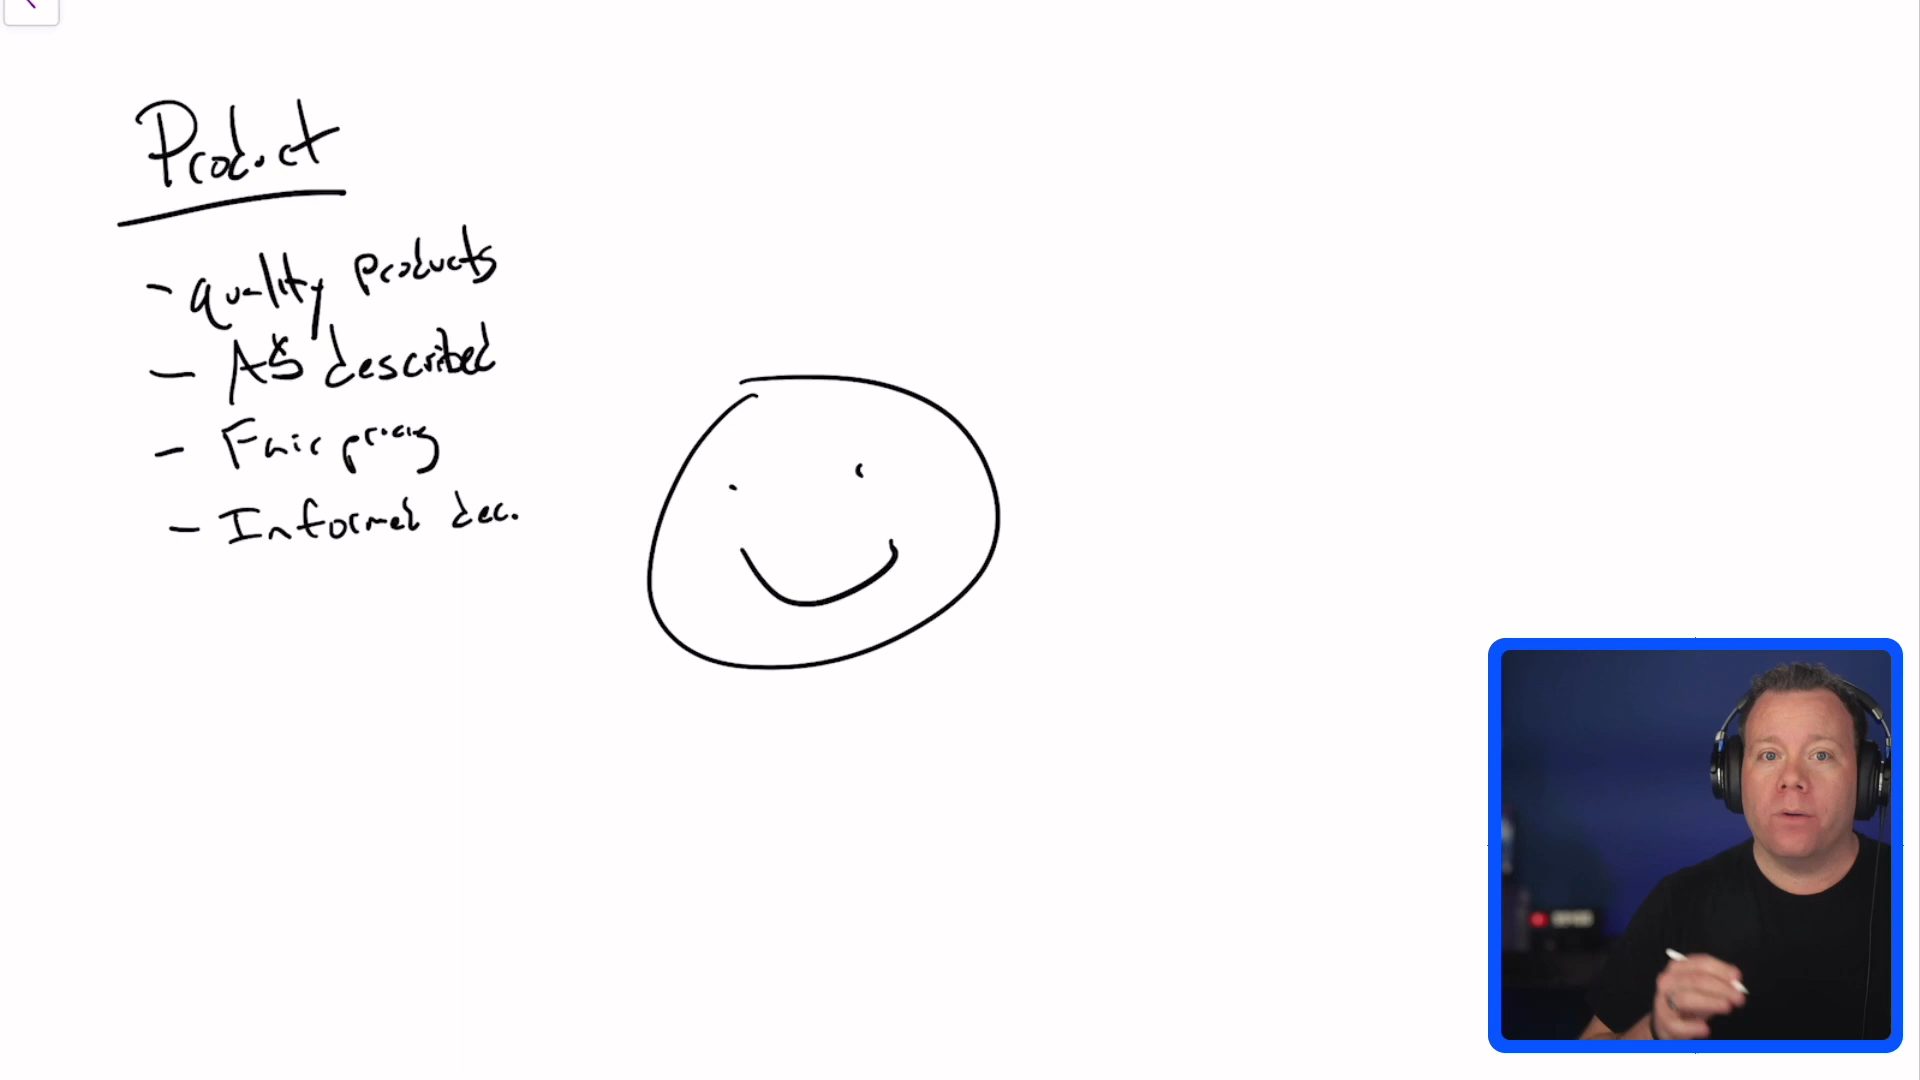 Product
- quality products
- As described
- Fair pricing
- Informed dec.